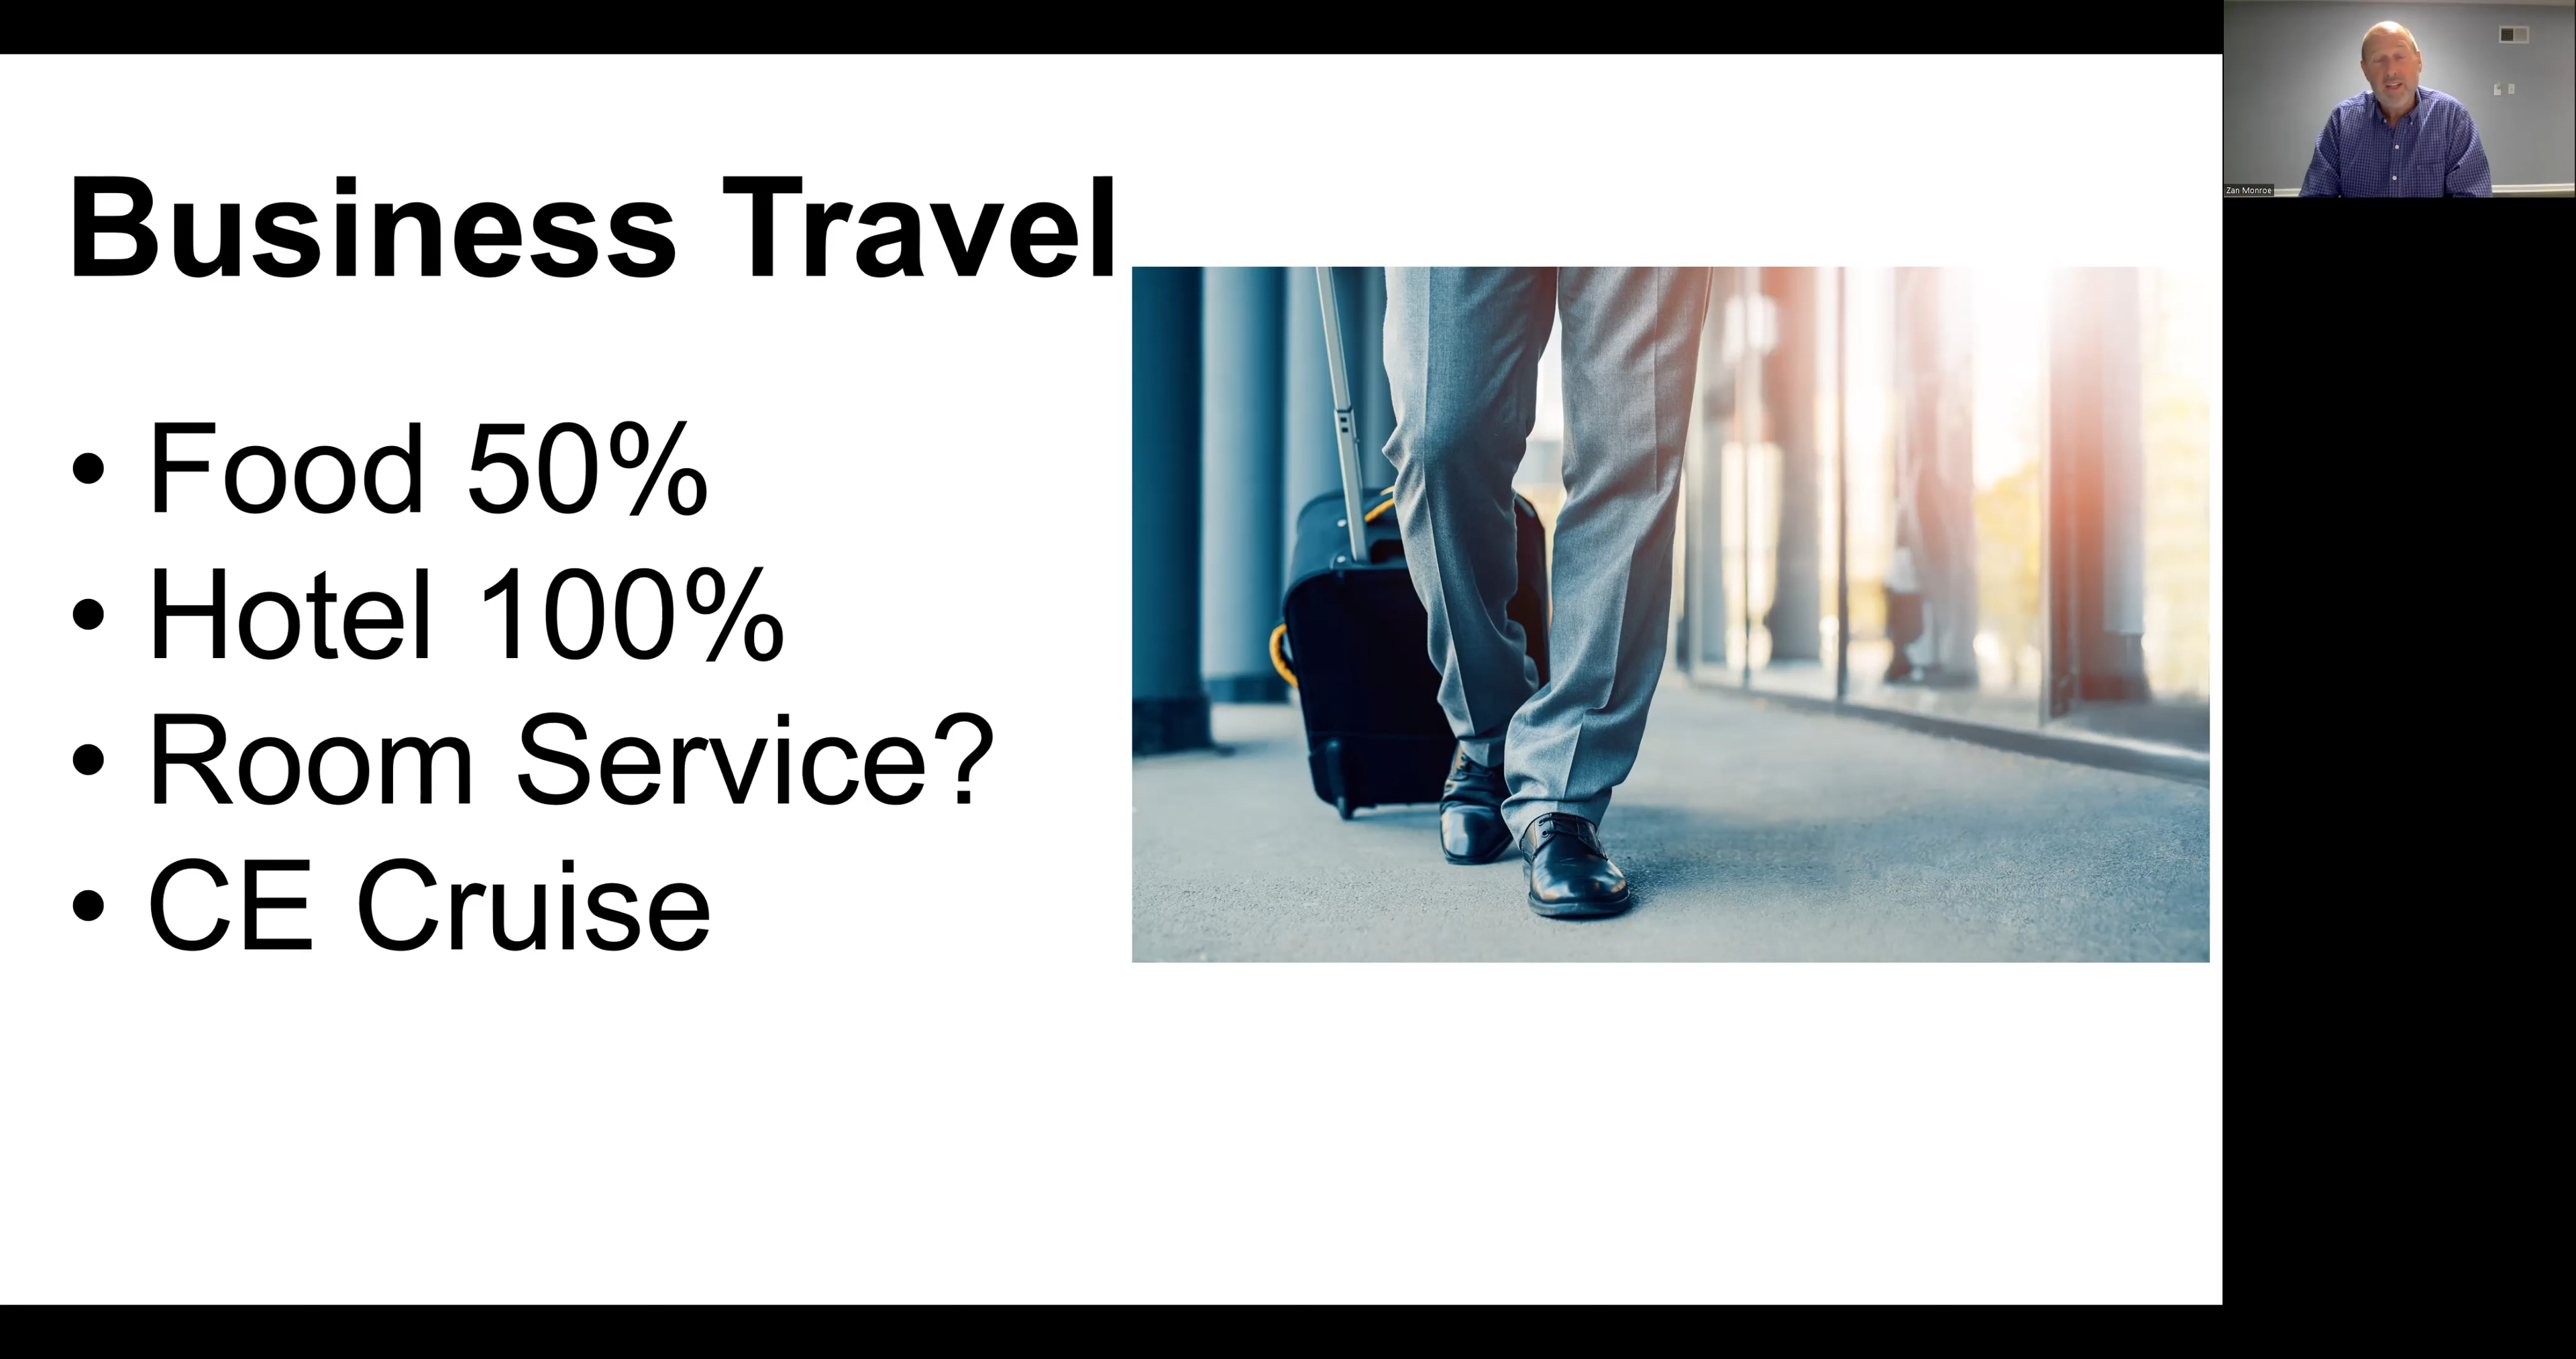 Business Travel
• Food 50%
• Hotel 100%
• Room Service?
• CE Cruise
Zan Monroe